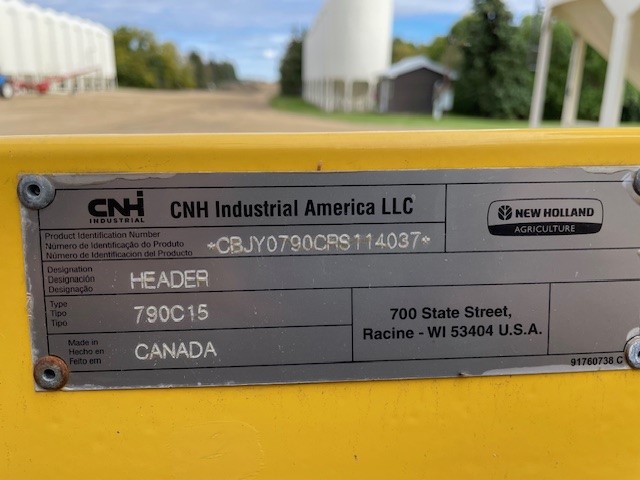 CNH
INDUSTRIAL
CNH Industrial America LLC
NEW HOLLAND
AGRICULTURE
Product Identification Number
Número de Identificação do Produto
Número de Identificacion del Producto
*CBJY0790CRS114037*
Designation
Designación
Designação
HEADER
Type
Tipo
Tipo
790C15
700 State Street,
Racine - WI 53404 U.S.A.
Made in
Hecho en
Feito em
CANADA
91760738 C